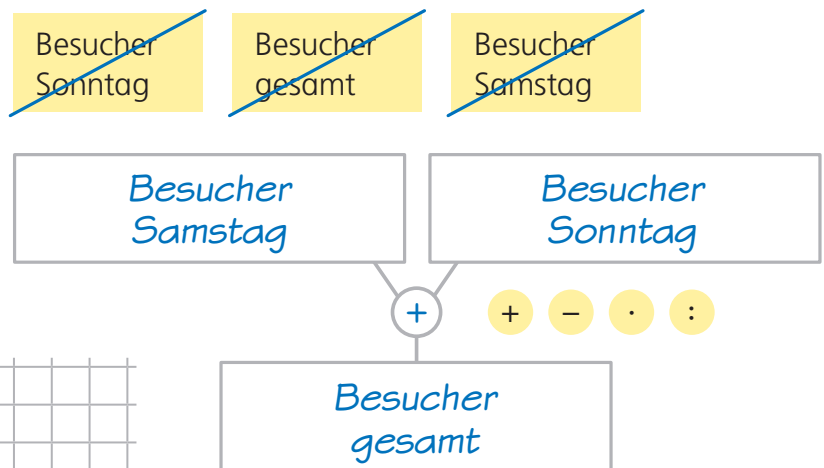 Besucher
Sonntag
Besucher
gesamt
Besucher
Samstag
Besucher
Samstag
Besucher
Sonntag
+
+ – · :
Besucher
gesamt